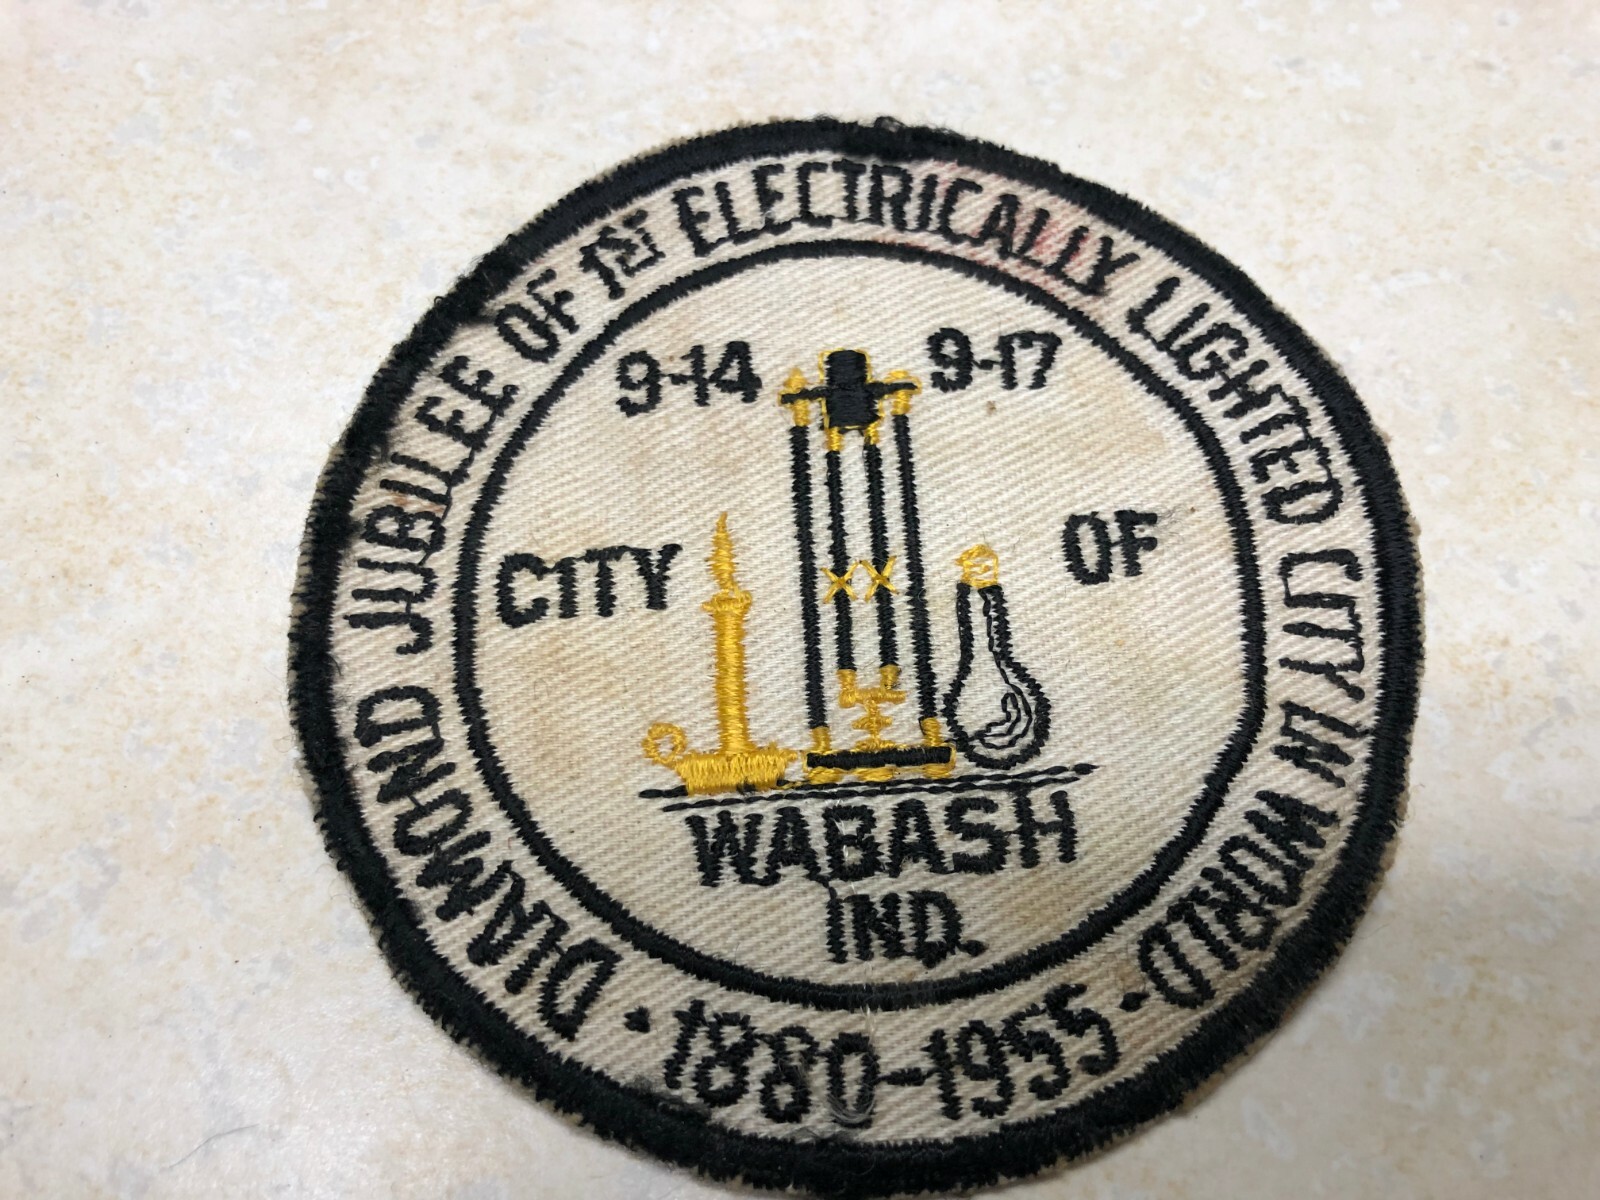 DIAMOND JUBILEE OF 1ST ELECTRICALLY LIGHTED CITY IN WORLD
9-14 9-17
CITY OF
WABASH
IND.
• 1880-1955 •